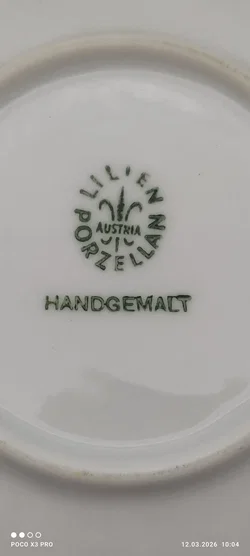 LILIEN
AUSTRIA
PORZELLAN
HANDGEMALT
POCO X3 PRO
12.03.2026 10:04